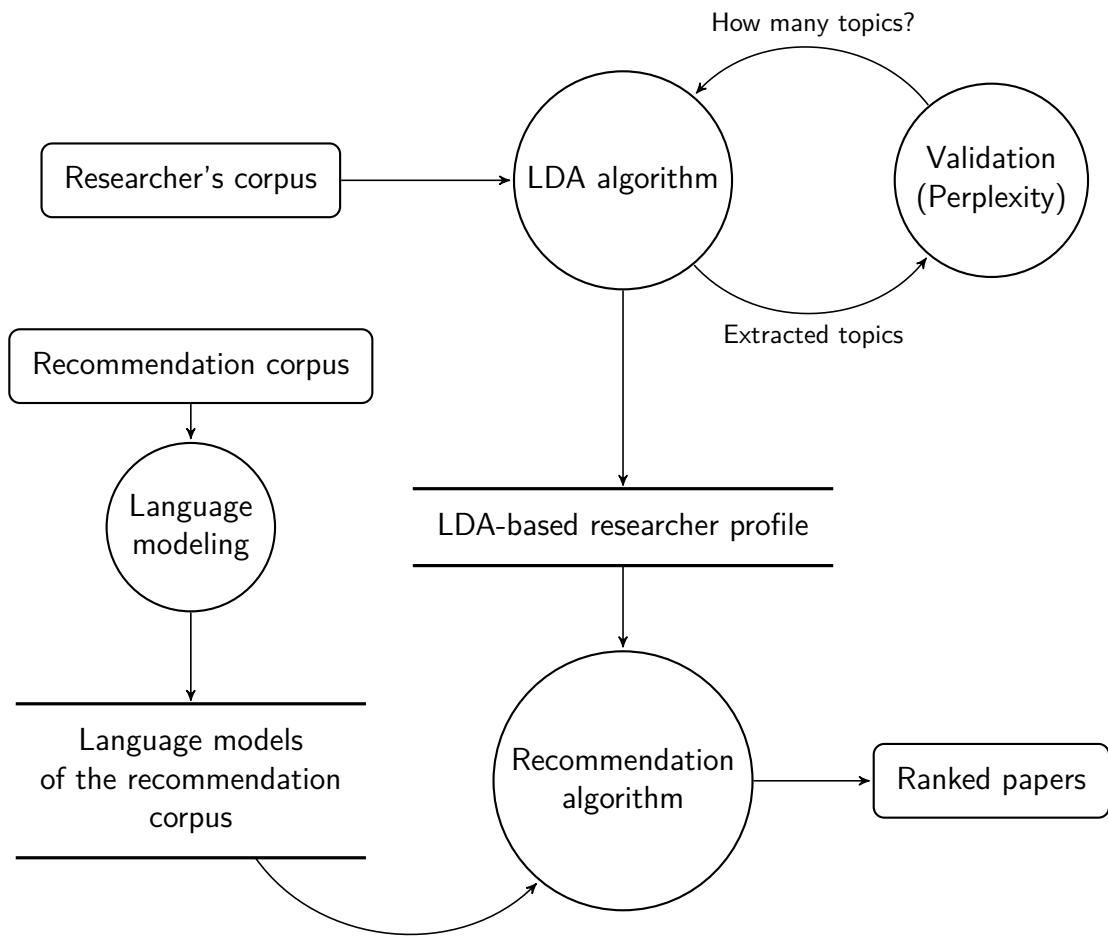 How many topics?
Researcher's corpus
LDA algorithm
Validation
(Perplexity)
Extracted topics
Recommendation corpus
Language
modeling
LDA-based researcher profile
Language models
of the recommendation
corpus
Recommendation
algorithm
Ranked papers